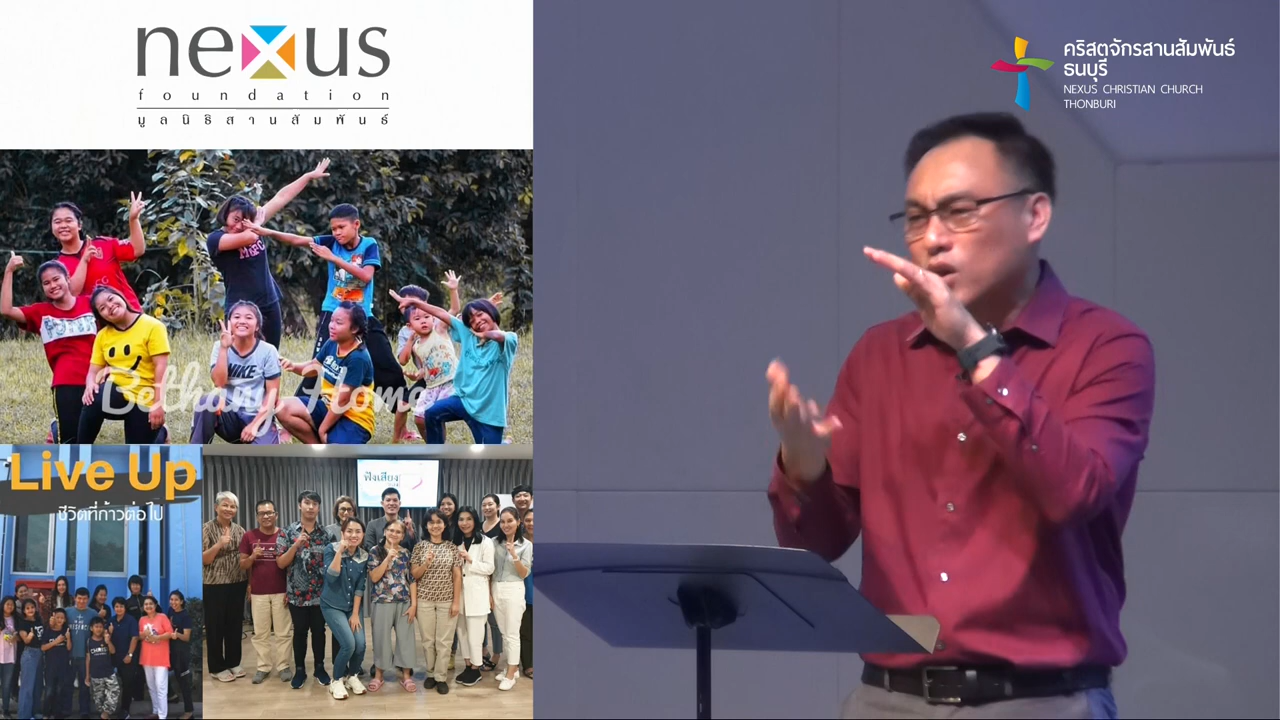 nexus
foundation
มูลนิธิสานสัมพันธ์
คริสตจักรสานสัมพันธ์
ธนบุรี
NEXUS CHRISTIAN CHURCH
THONBURI
Bethany Home
Live Up
ชีวิตที่ก้าวต่อไป
ฟังเสียง
NIKE